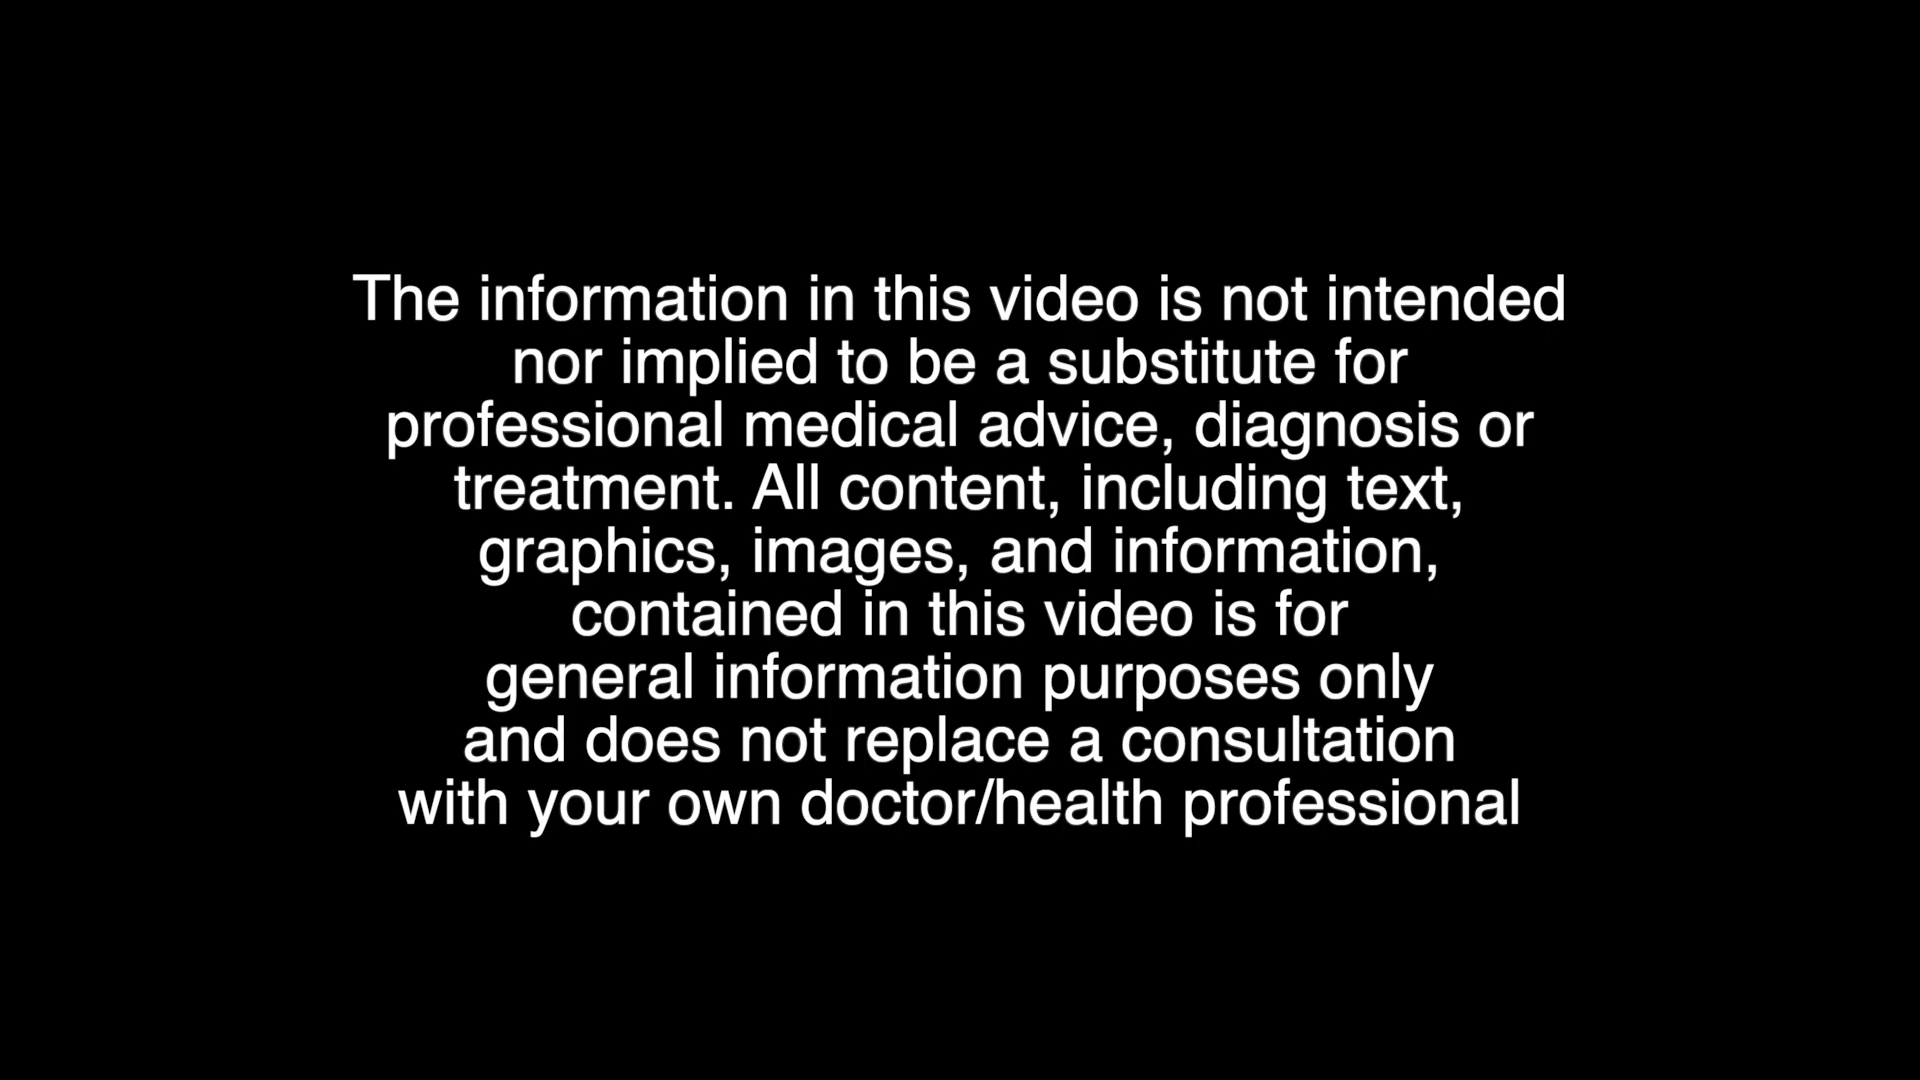 The information in this video is not intended
nor implied to be a substitute for
professional medical advice, diagnosis or
treatment. All content, including text,
graphics, images, and information,
contained in this video is for
general information purposes only
and does not replace a consultation
with your own doctor/health professional